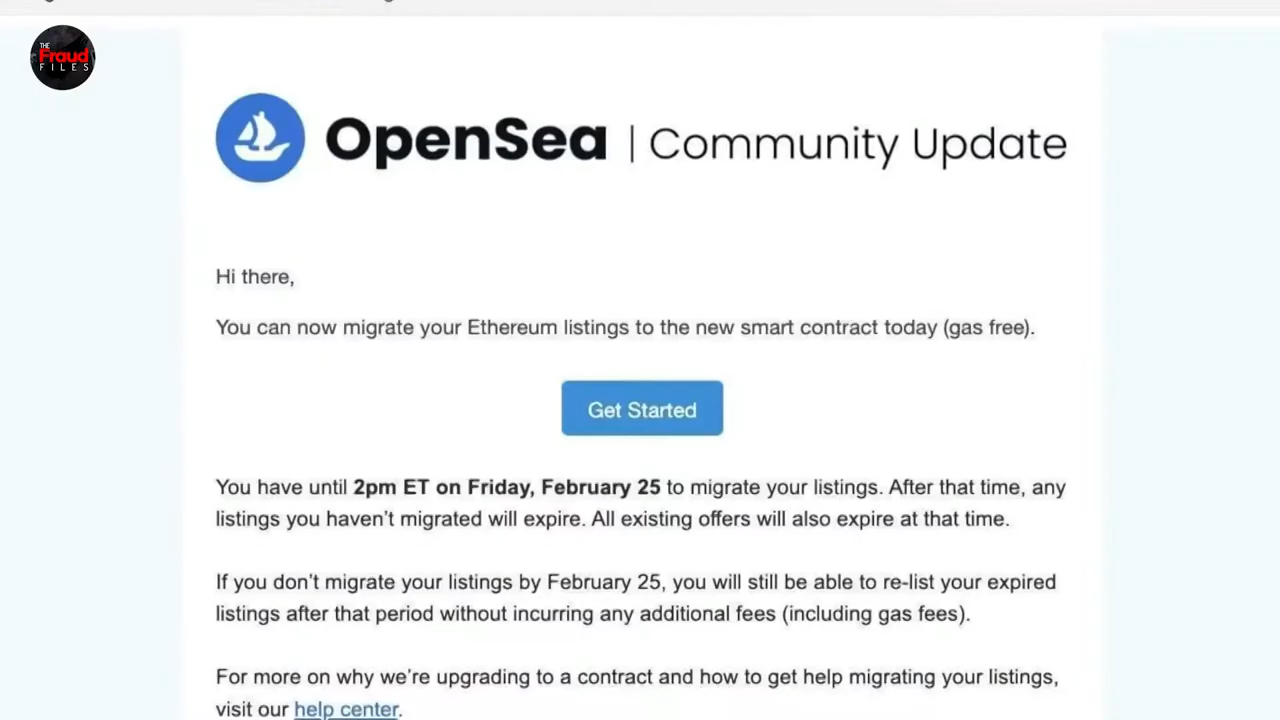 THE
Fraud
FILES
OpenSea | Community Update
Hi there,
You can now migrate your Ethereum listings to the new smart contract today (gas free).
Get Started
You have until 2pm ET on Friday, February 25 to migrate your listings. After that time, any
listings you haven’t migrated will expire. All existing offers will also expire at that time.
If you don’t migrate your listings by February 25, you will still be able to re-list your expired
listings after that period without incurring any additional fees (including gas fees).
For more on why we’re upgrading to a contract and how to get help migrating your listings,
visit our help center.